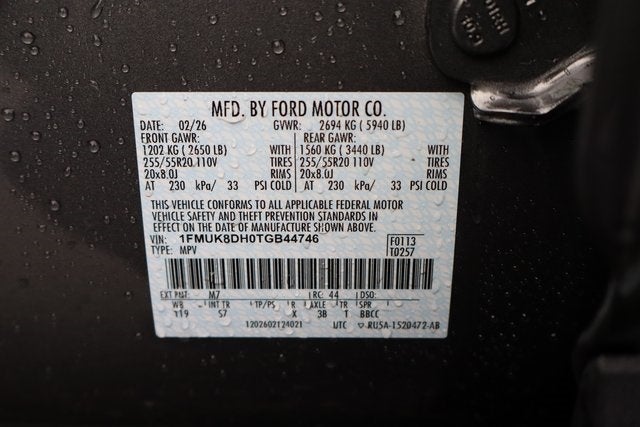 MFD. BY FORD MOTOR CO.
DATE: 02/26 GVWR: 2694 KG ( 5940 LB)
FRONT GAWR: REAR GAWR:
1202 KG ( 2650 LB) WITH 1560 KG ( 3440 LB) WITH
255/55R20 110V TIRES 255/55R20 110V TIRES
20x8.0J RIMS 20x8.0J RIMS
AT 230 kPa/ 33 PSI COLD AT 230 kPa/ 33 PSI COLD
THIS VEHICLE CONFORMS TO ALL APPLICABLE FEDERAL MOTOR
VEHICLE SAFETY AND THEFT PREVENTION STANDARDS IN
EFFECT ON THE DATE OF MANUFACTURE SHOWN ABOVE.
VIN: 1FMUK8DH0TGB44746 F0113
TYPE: MPV T0257
EXT PNT: M7 RC: 44 DSO:
WB INT TR TP/PS R AXLE TR SPR
119 S7 X 3B T BBCC
1202602124021 UTC RU5A-1520472-AB